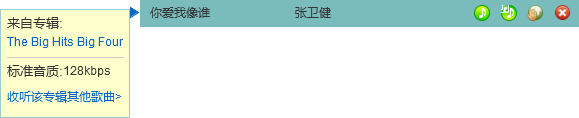 你爱我像谁 张卫健
来自专辑:
The Big Hits Big Four
标准音质:128kbps
收听该专辑其他歌曲>